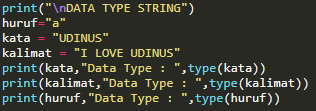 print("\nDATA TYPE STRING")
huruf="a"
kata = "UDINUS"
kalimat = "I LOVE UDINUS"
print(kata,"Data Type : ",type(kata))
print(kalimat,"Data Type : ",type(kalimat))
print(huruf,"Data Type : ",type(huruf))